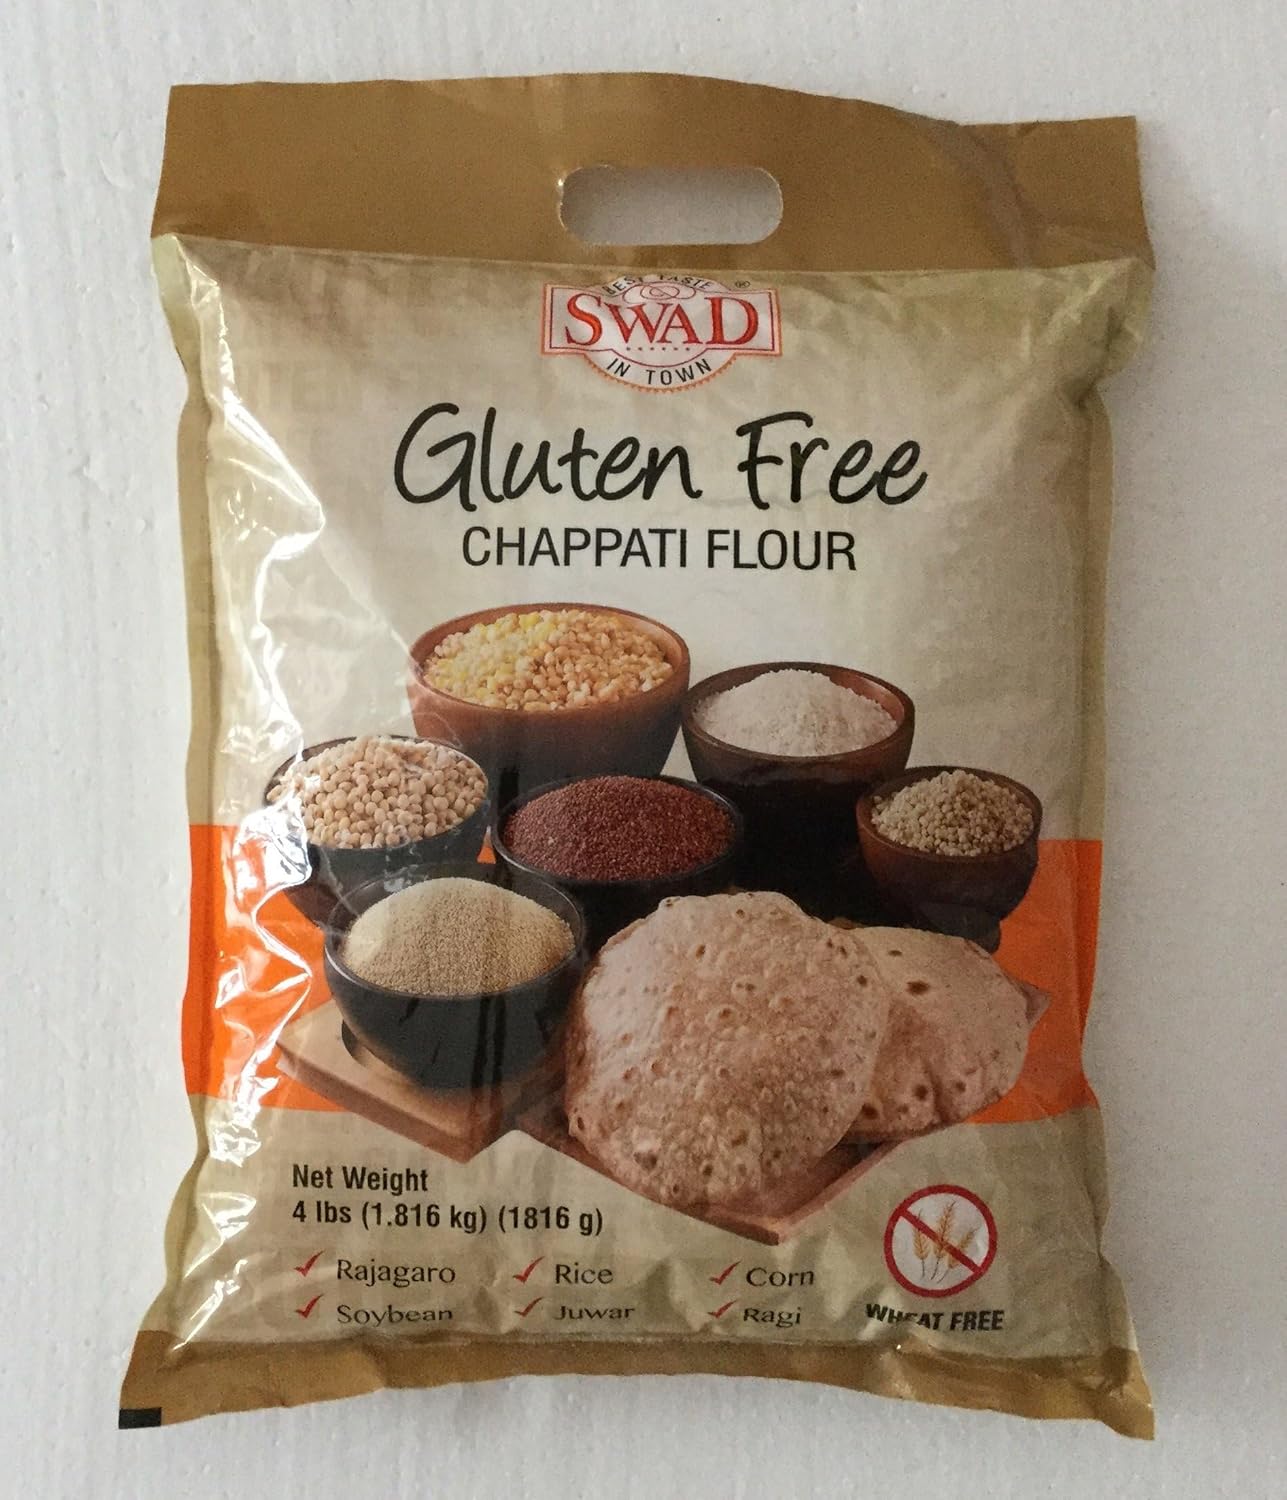 BEST TASTE ®
SWAD
IN TOWN
Gluten Free
CHAPPATI FLOUR
Net Weight
4 lbs (1.816 kg) (1816 g)
✓ Rajagaro ✓ Rice ✓ Corn
✓ Soybean ✓ Juwar ✓ Ragi
WHEAT FREE